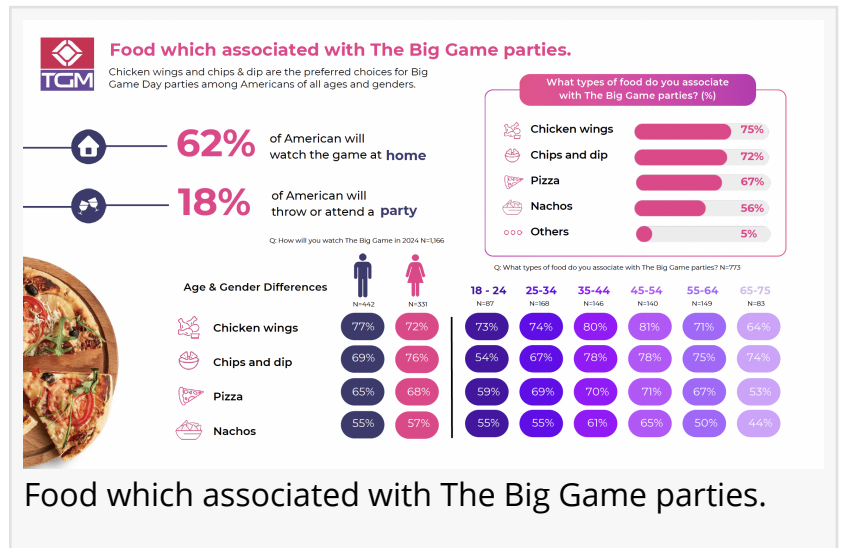 TGM
Food which associated with The Big Game parties.
Chicken wings and chips & dip are the preferred choices for Big
Game Day parties among Americans of all ages and genders.
62%
of American will
watch the game at home
18%
of American will
throw or attend a party
Q: How will you watch The Big Game in 2024 N=1,166
What types of food do you associate
with The Big Game parties? (%)
Chicken wings 75%
Chips and dip 72%
Pizza 67%
Nachos 56%
Others 5%
Q: What types of food do you associate with The Big Game parties? N=773
Age & Gender Differences
18 - 24 25-34 35-44 45-54 55-64 65-75
N=442 N=331 N=87 N=168 N=146 N=140 N=149 N=83
Chicken wings 77% 72% 73% 74% 80% 81% 71% 64%
Chips and dip 69% 76% 54% 67% 78% 78% 75% 74%
Pizza 65% 68% 59% 69% 70% 71% 67% 53%
Nachos 55% 57% 55% 55% 61% 65% 50% 44%
Food which associated with The Big Game parties.